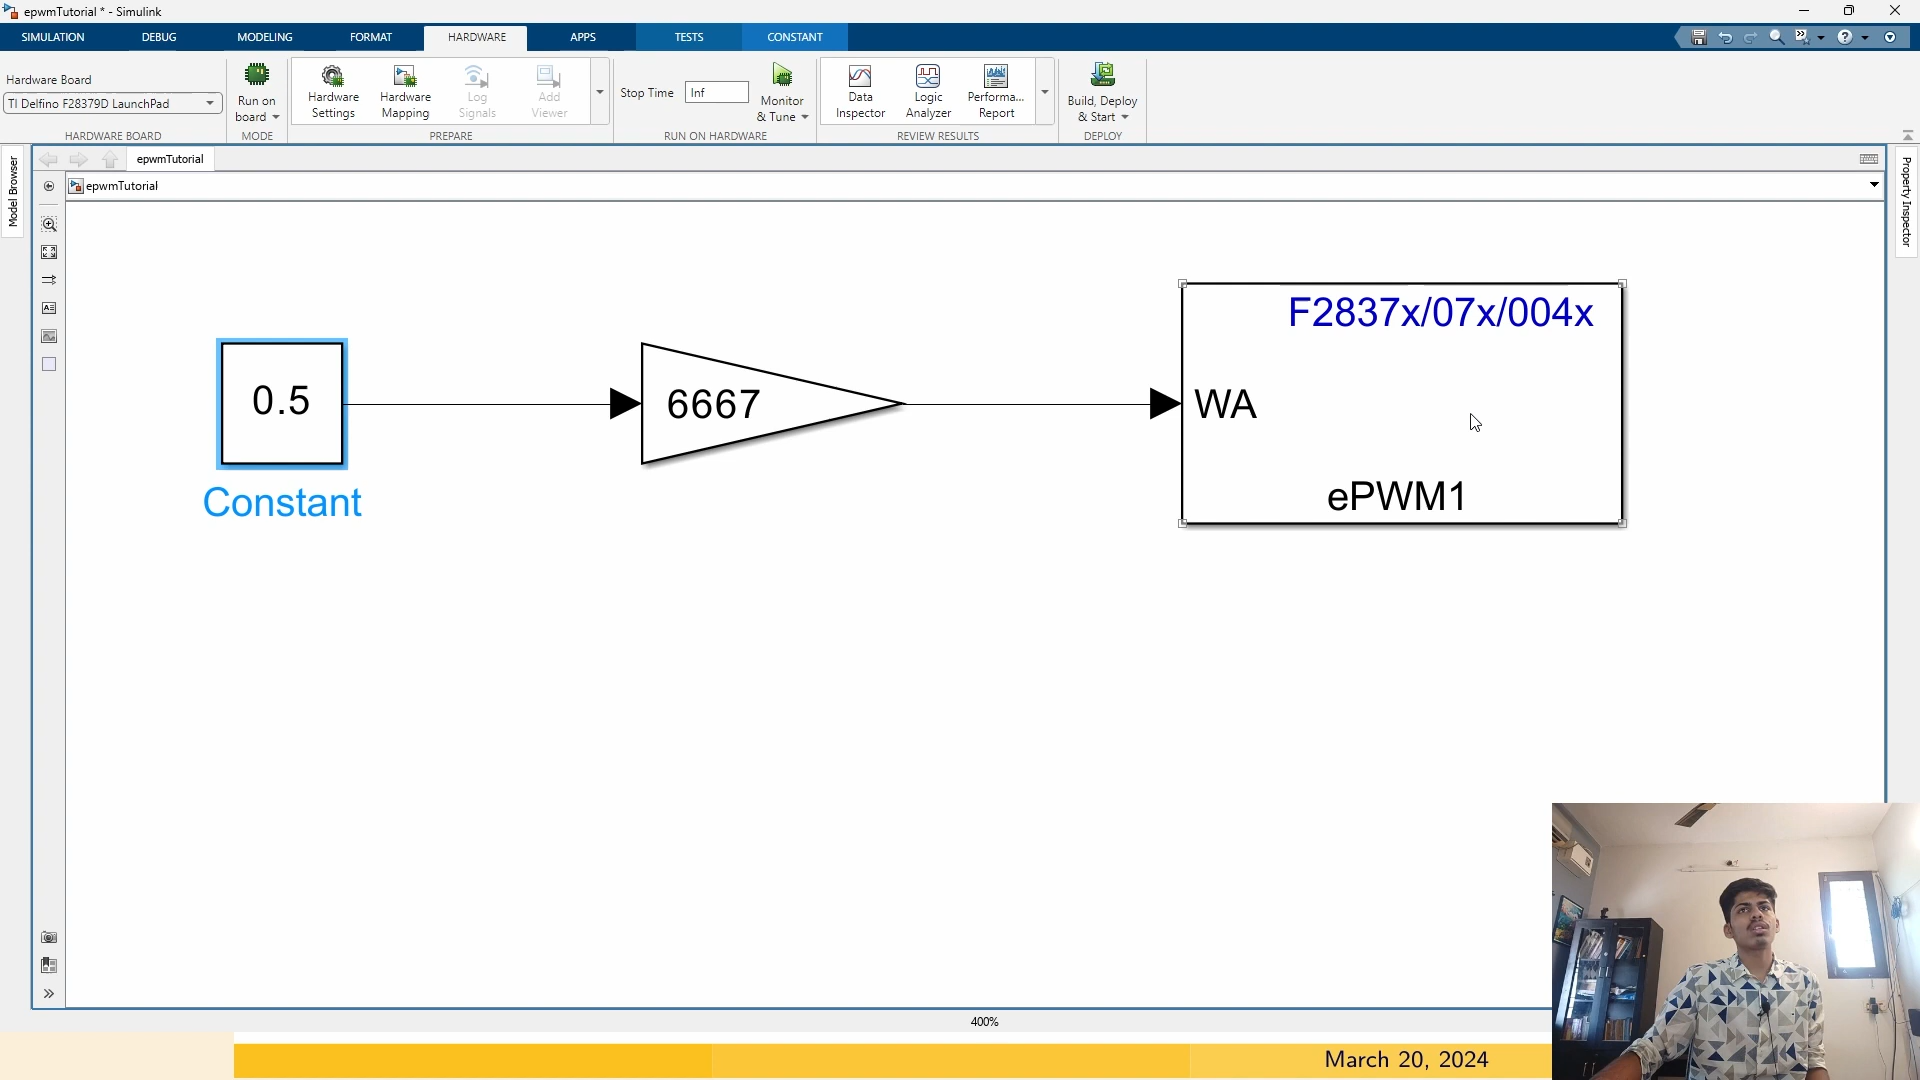 epwmTutorial * - Simulink
SIMULATION DEBUG MODELING FORMAT HARDWARE APPS TESTS CONSTANT
Hardware Board
TI Delfino F28379D LaunchPad
HARDWARE BOARD
Run on
board
MODE
Hardware
Settings
Hardware
Mapping
Log
Signals
Add
Viewer
PREPARE
Stop Time Inf
Monitor
& Tune
RUN ON HARDWARE
Data
Inspector
Logic
Analyzer
Performa...
Report
REVIEW RESULTS
Build, Deploy
& Start
DEPLOY
Model Browser
epwmTutorial
epwmTutorial
Property Inspector
0.5
Constant
6667
F2837x/07x/004x
WA
ePWM1
400%
March 20, 2024